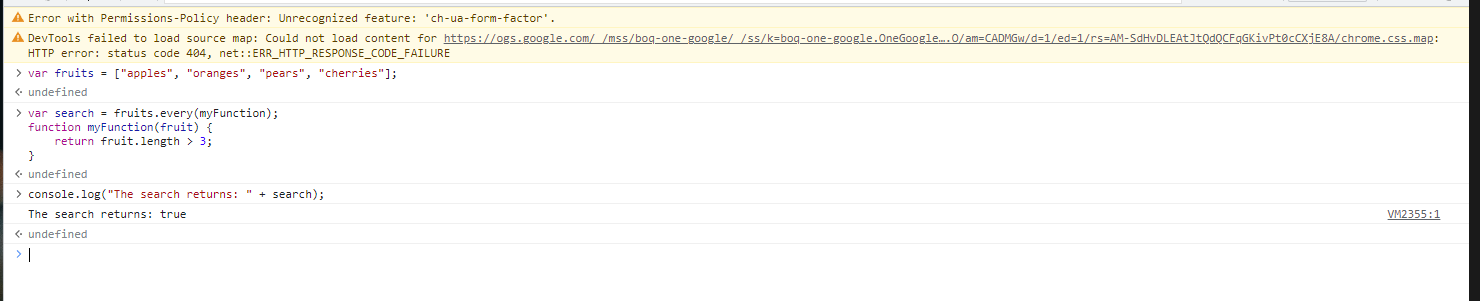 Error with Permissions-Policy header: Unrecognized feature: 'ch-ua-form-factor'.
DevTools failed to load source map: Could not load content for https://ogs.google.com/_/mss/boq-one-google/_/ss/k=boq-one-google.OneGoogle….O/am=CADMGw/d=1/ed=1/rs=AM-SdHvDLEAtJtQdQCFqGKivPt0cCXjE8A/chrome.css.map:
HTTP error: status code 404, net::ERR_HTTP_RESPONSE_CODE_FAILURE
> var fruits = ["apples", "oranges", "pears", "cherries"];
undefined
> var search = fruits.every(myFunction);
function myFunction(fruit) {
    return fruit.length > 3;
}
undefined
> console.log("The search returns: " + search);
The search returns: true VM2355:1
undefined
>